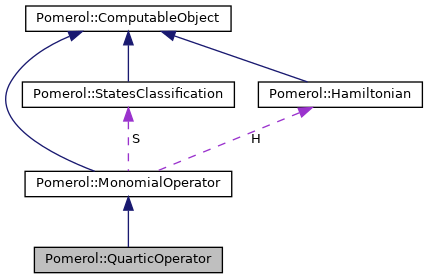 Pomerol::ComputableObject
Pomerol::StatesClassification
Pomerol::Hamiltonian
S
H
Pomerol::MonomialOperator
Pomerol::QuarticOperator